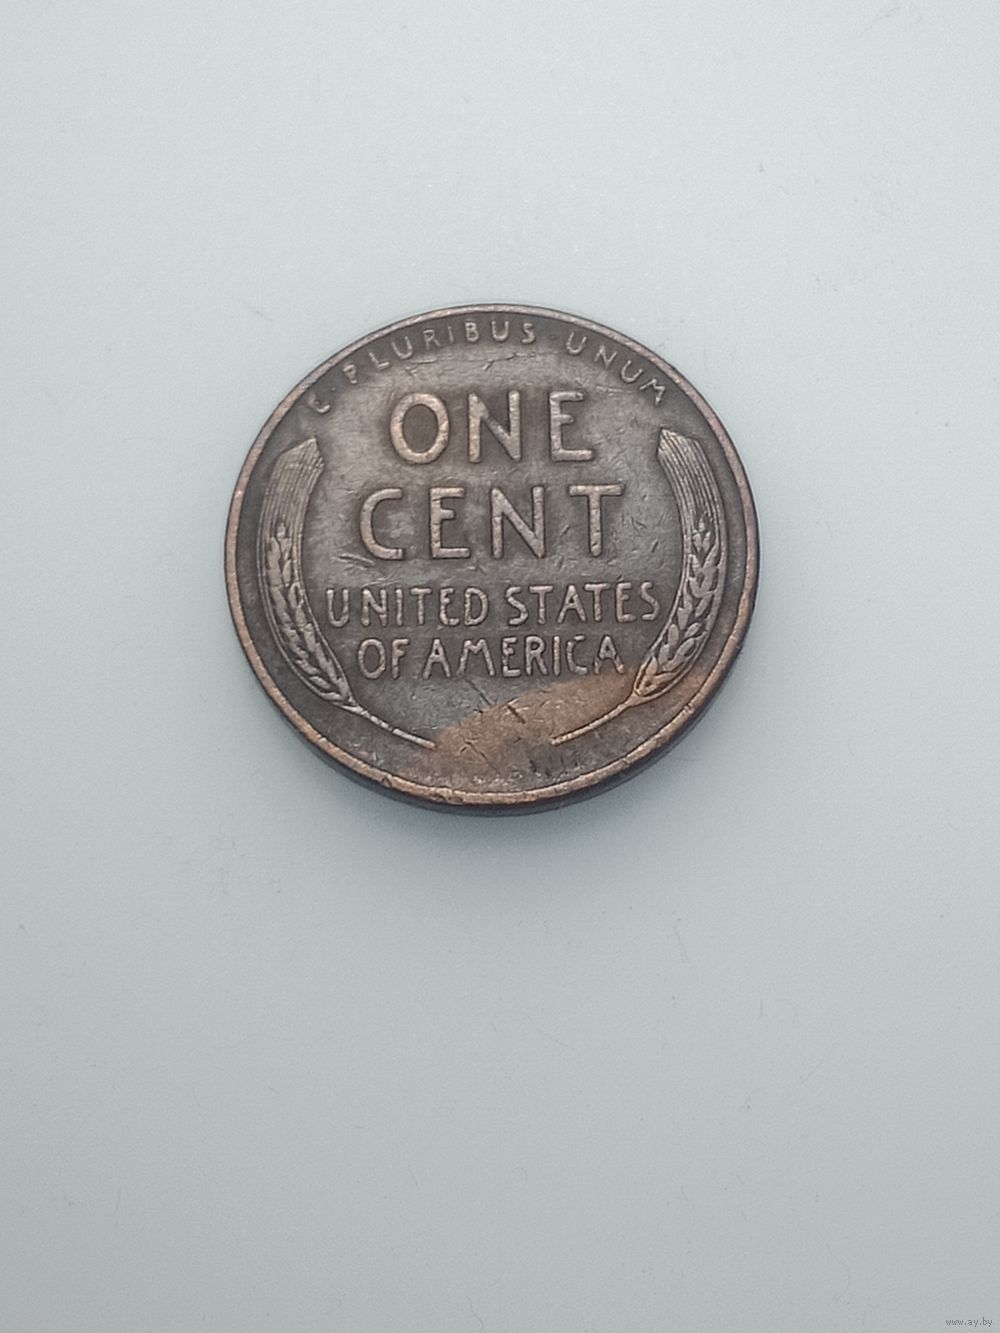 E · PLURIBUS · UNUM
ONE
CENT
UNITED STATES
OF AMERICA
www.ay.by